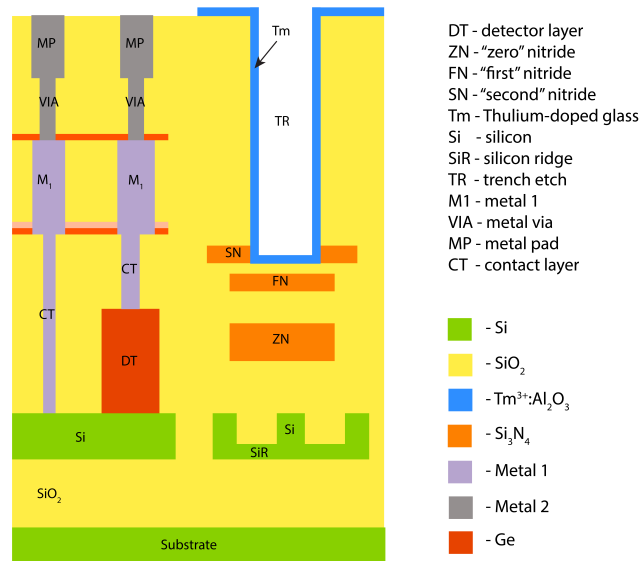 MP
MP
Tm
VIA
VIA
TR
M₁
M₁
SN
CT
FN
CT
ZN
DT
Si
Si
SiR
SiO₂
Substrate
DT - detector layer
ZN - “zero” nitride
FN - “first” nitride
SN - “second” nitride
Tm - Thulium-doped glass
Si - silicon
SiR - silicon ridge
TR - trench etch
M1 - metal 1
VIA - metal via
MP - metal pad
CT - contact layer
- Si
- SiO₂
- Tm³⁺:Al₂O₃
- Si₃N₄
- Metal 1
- Metal 2
- Ge